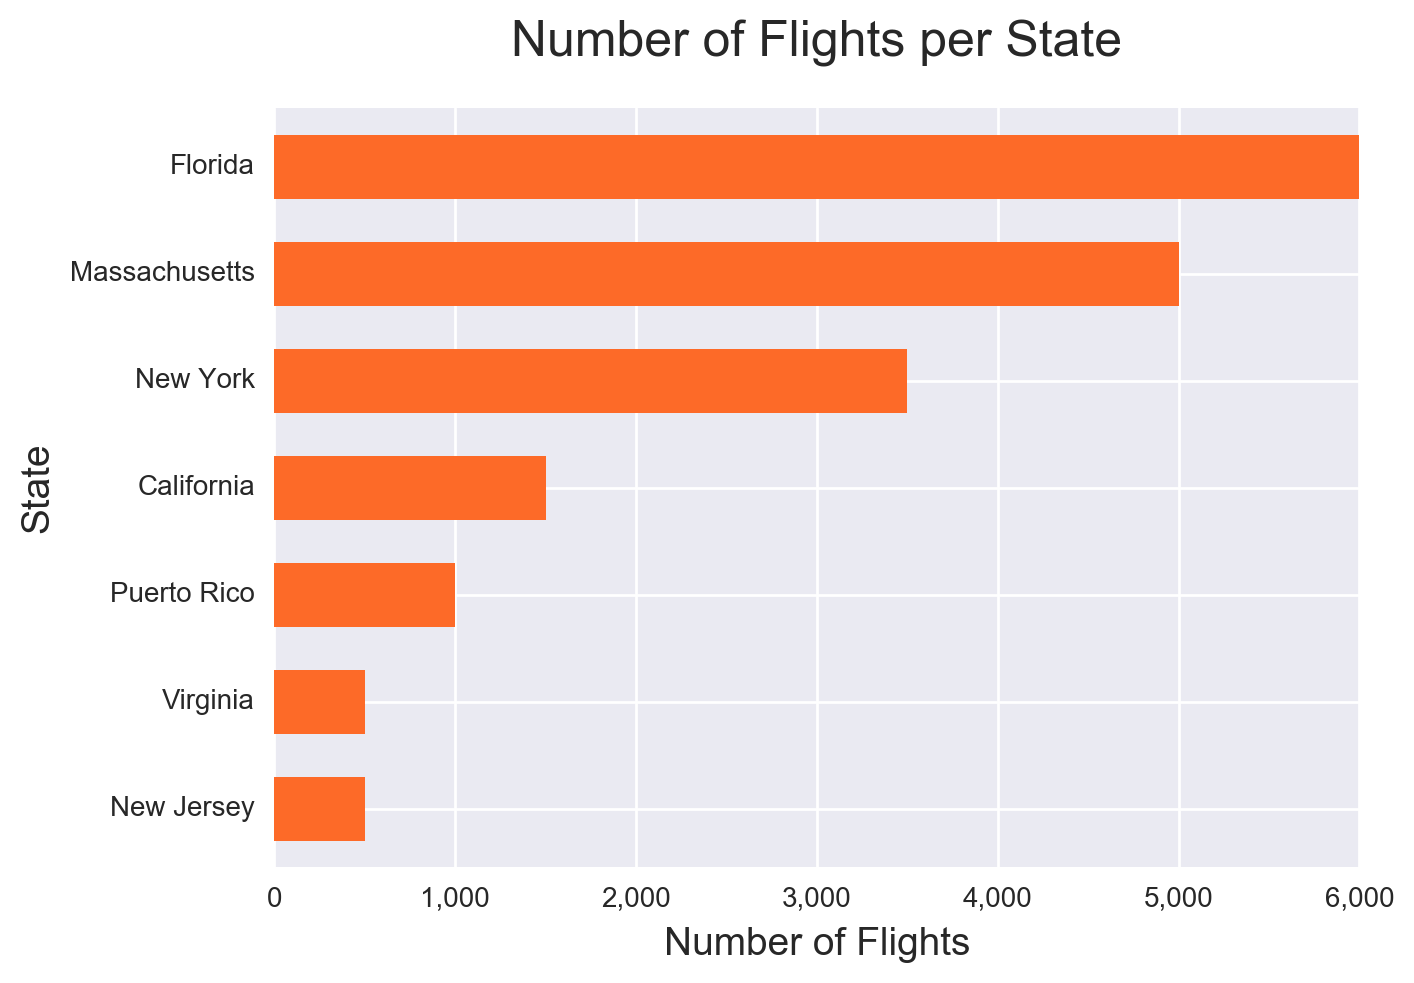 Number of Flights per State
Florida
Massachusetts
New York
California
Puerto Rico
Virginia
New Jersey
State
0 1,000 2,000 3,000 4,000 5,000 6,000
Number of Flights